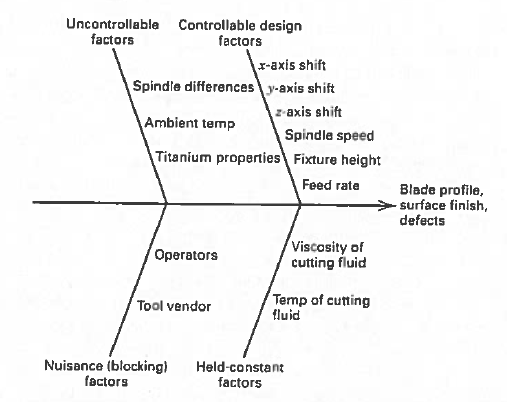 Uncontrollable
factors
Controllable design
factors
x-axis shift
Spindle differences
y-axis shift
z-axis shift
Ambient temp
Spindle speed
Titanium properties
Fixture height
Feed rate
Blade profile,
surface finish,
defects
Operators
Viscosity of
cutting fluid
Tool vendor
Temp of cutting
fluid
Nuisance (blocking)
factors
Held-constant
factors